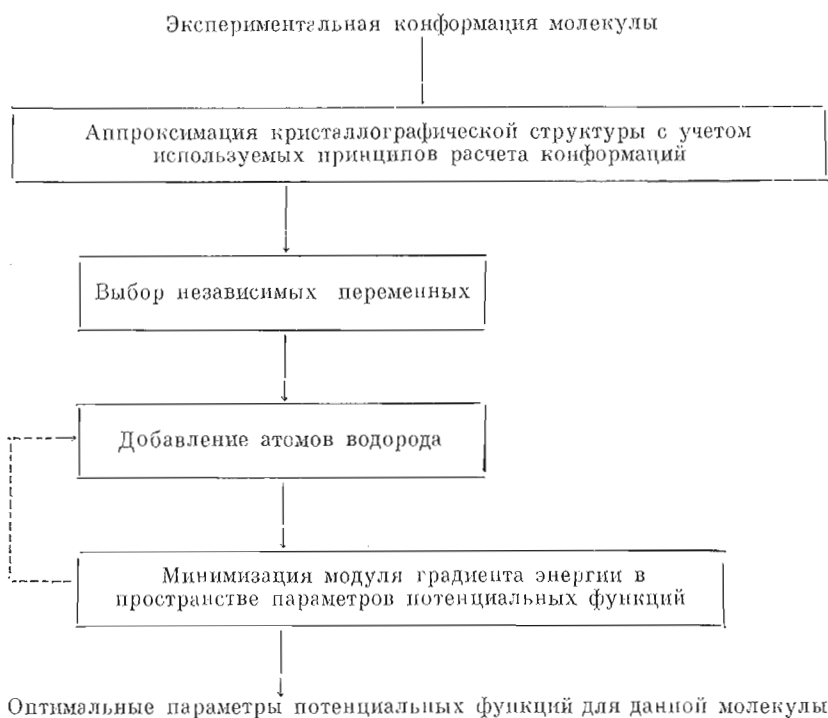 Экспериментальная конформация молекулы
Аппроксимация кристаллографической структуры с учетом
используемых принципов расчета конформаций
Выбор независимых переменных
Добавление атомов водорода
Минимизация модуля градиента энергии в
пространстве параметров потенциальных функций
Оптимальные параметры потенциальных функций для данной молекулы